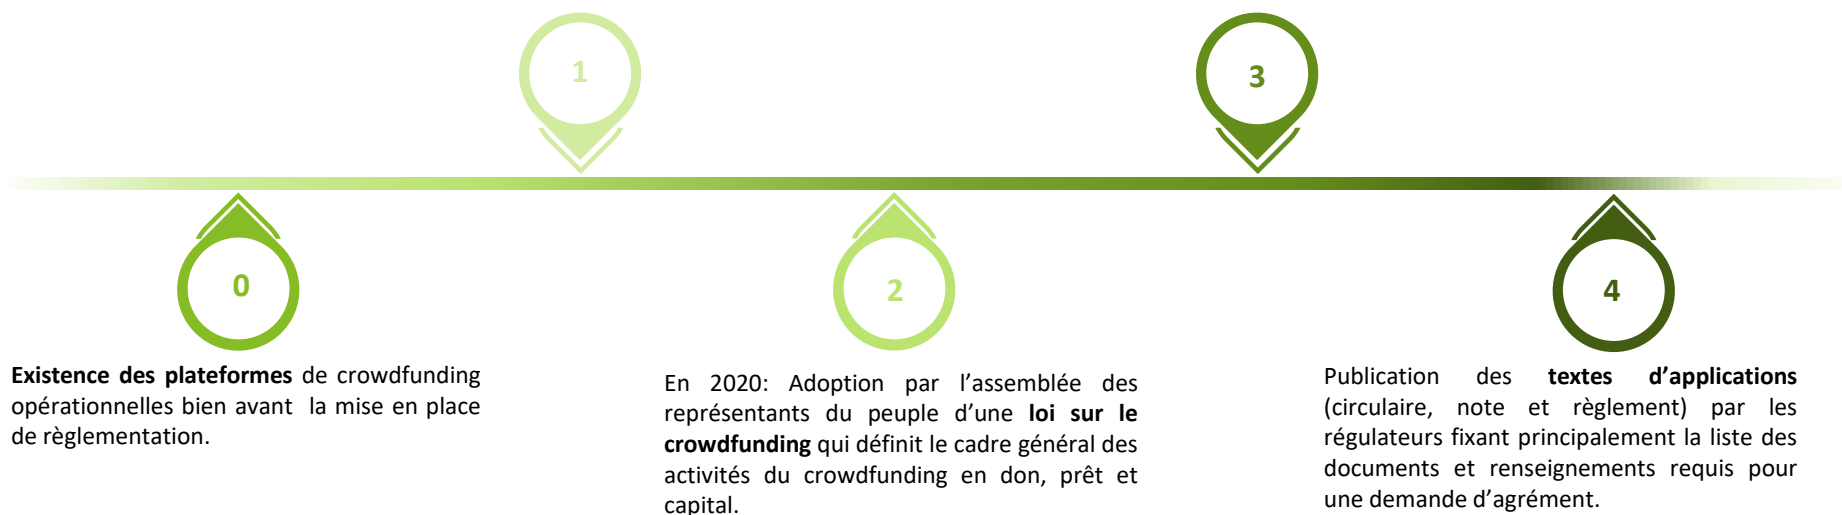 1
3
0
2
4
Existence des plateformes de crowdfunding
opérationnelles bien avant la mise en place
de règlementation.
En 2020: Adoption par l’assemblée des
représentants du peuple d’une loi sur le
crowdfunding qui définit le cadre général des
activités du crowdfunding en don, prêt et
capital.
Publication des textes d’applications
(circulaire, note et règlement) par les
régulateurs fixant principalement la liste des
documents et renseignements requis pour
une demande d’agrément.